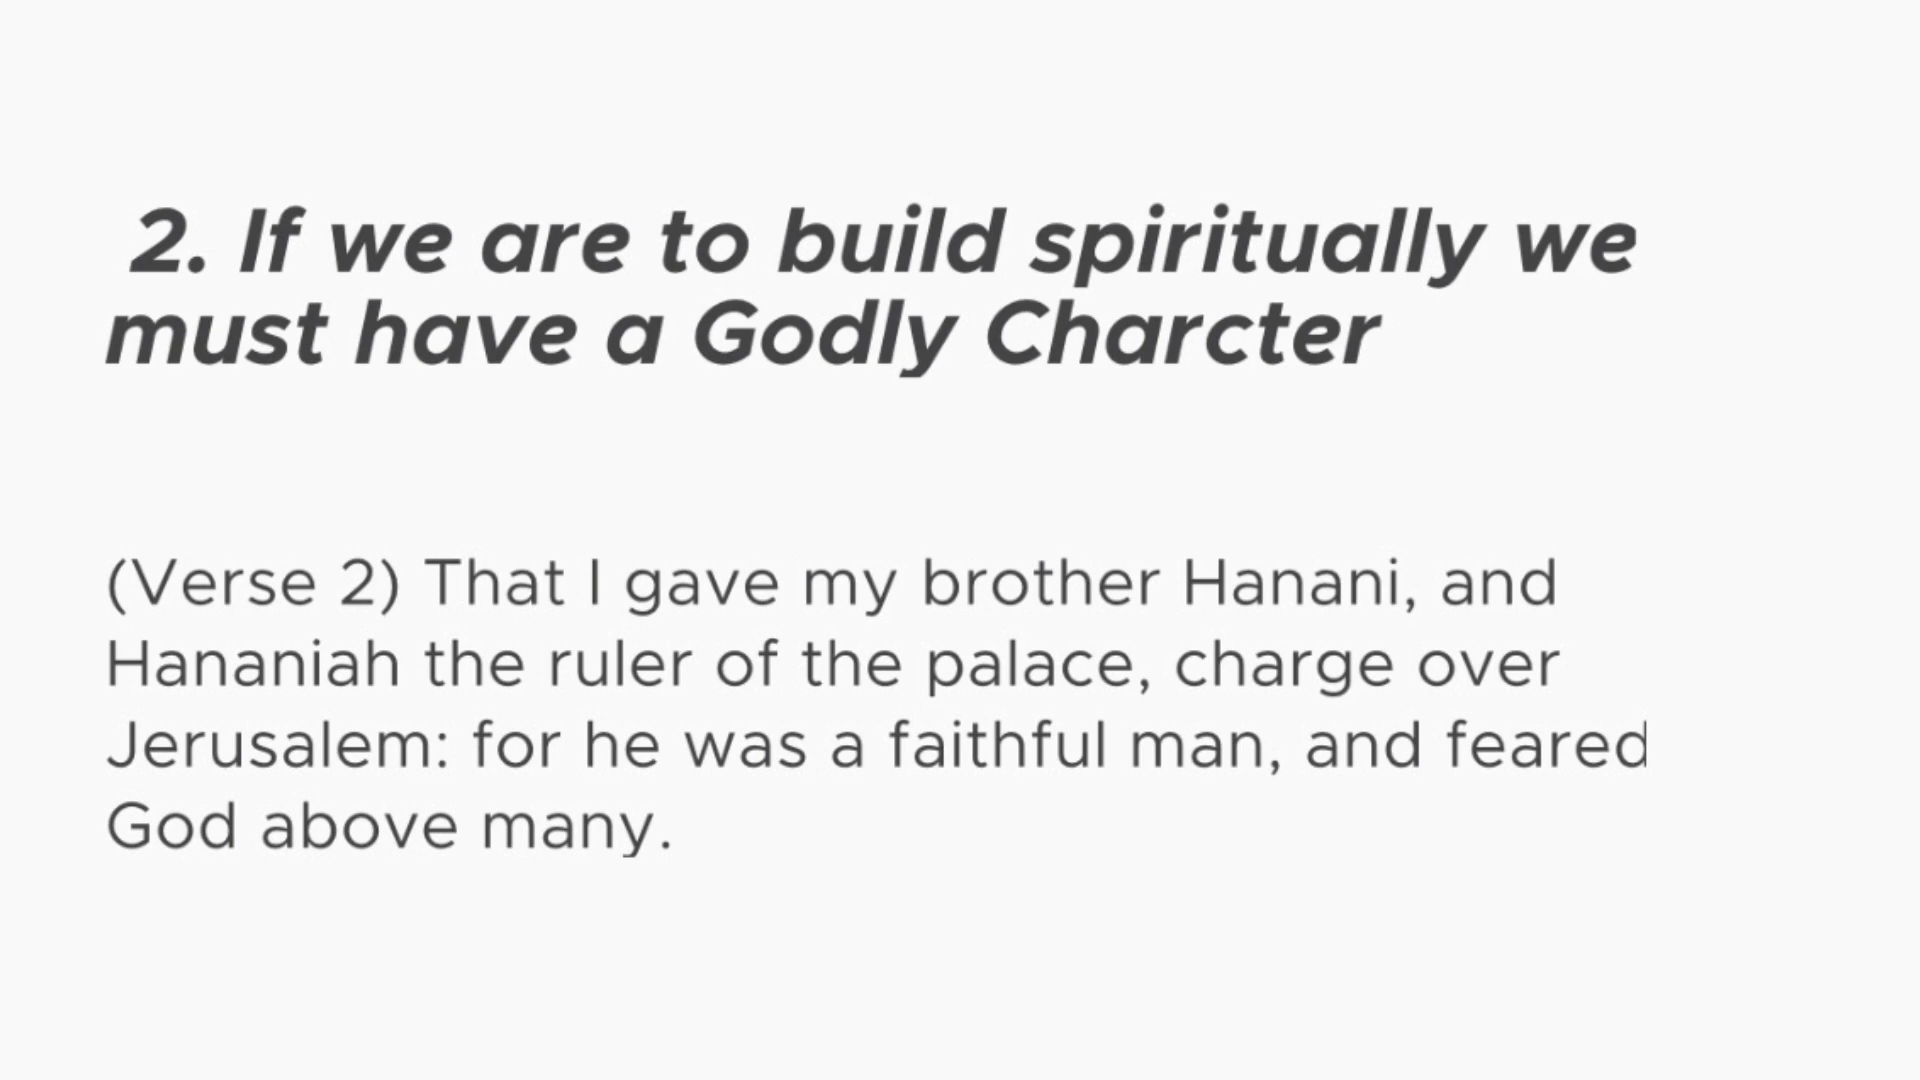 2. If we are to build spiritually we
must have a Godly Charcter
(Verse 2) That I gave my brother Hanani, and
Hananiah the ruler of the palace, charge over
Jerusalem: for he was a faithful man, and feared
God above many.